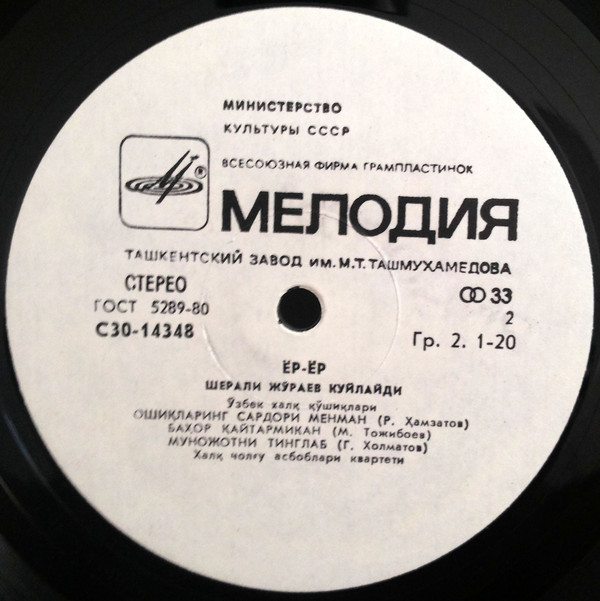 МИНИСТЕРСТВО
КУЛЬТУРЫ СССР
ВСЕСОЮЗНАЯ ФИРМА ГРАМПЛАСТИНОК
®
МЕЛОДИЯ
ТАШКЕНТСКИЙ ЗАВОД ИМ. М.Т. ТАШМУХАМЕДОВА
СТЕРЕО
ГОСТ 5289-80
С30-14348
33
2
Гр. 2. 1-20
ЁР-ЁР
ШЕРАЛИ ЖЎРАЕВ КУЙЛАЙДИ
Ўзбек халқ қўшиқлари
ОШИҚЛАРИНГ САРДОРИ МЕНМАН (Р. Ҳамзатов)
БАҲОР ҚАЙТАРМИКАН (М. Тожибоев)
МУНОЖОТНИ ТИНГЛАБ (Г. Холматов)
Халқ чолғу асбоблари квартети